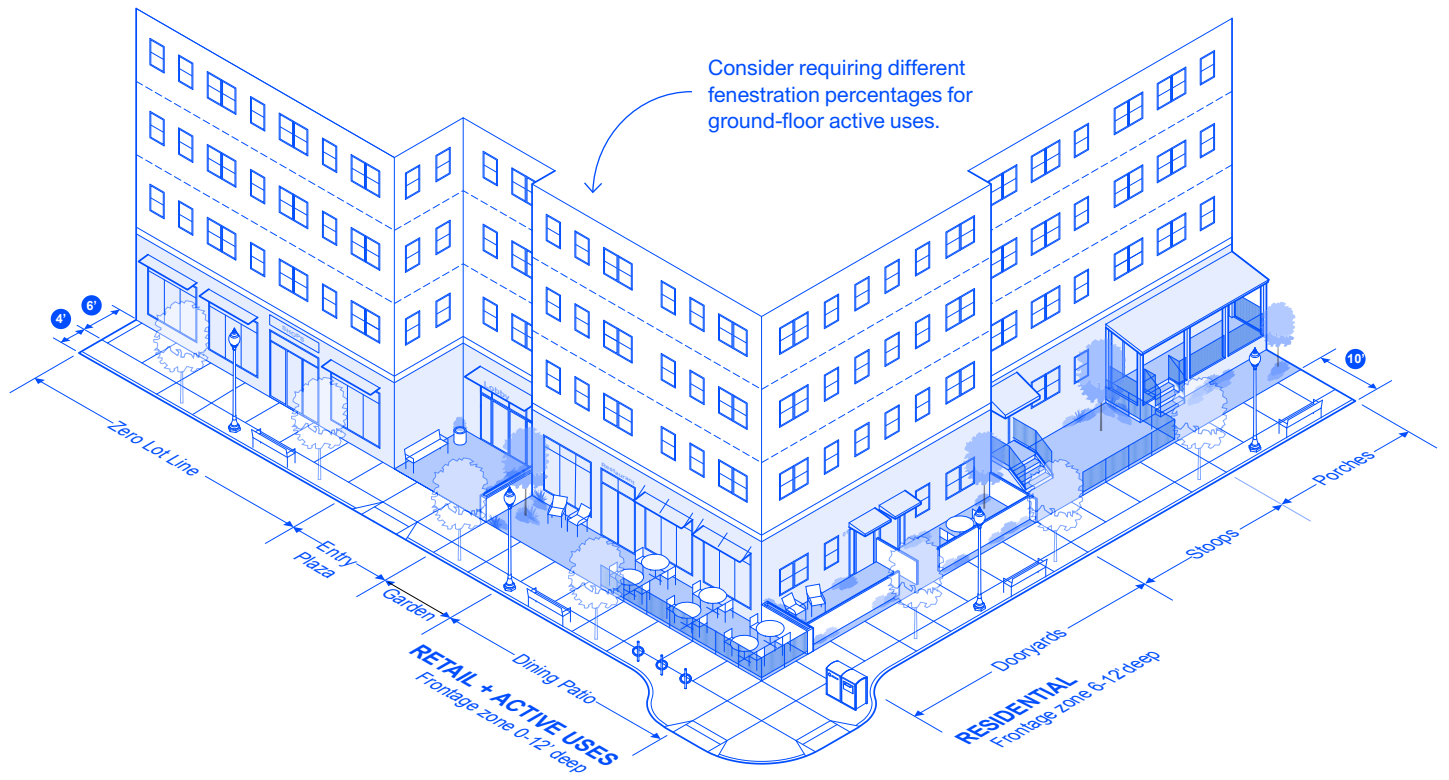 Consider requiring different
fenestration percentages for
ground-floor active uses.
4'
6'
10'
Lobby
Zero Lot Line
Entry
Plaza
Garden
Dining Patio
RETAIL + ACTIVE USES
Frontage zone 0-12' deep
Porches
Stoops
Dooryards
RESIDENTIAL
Frontage zone 6-12' deep